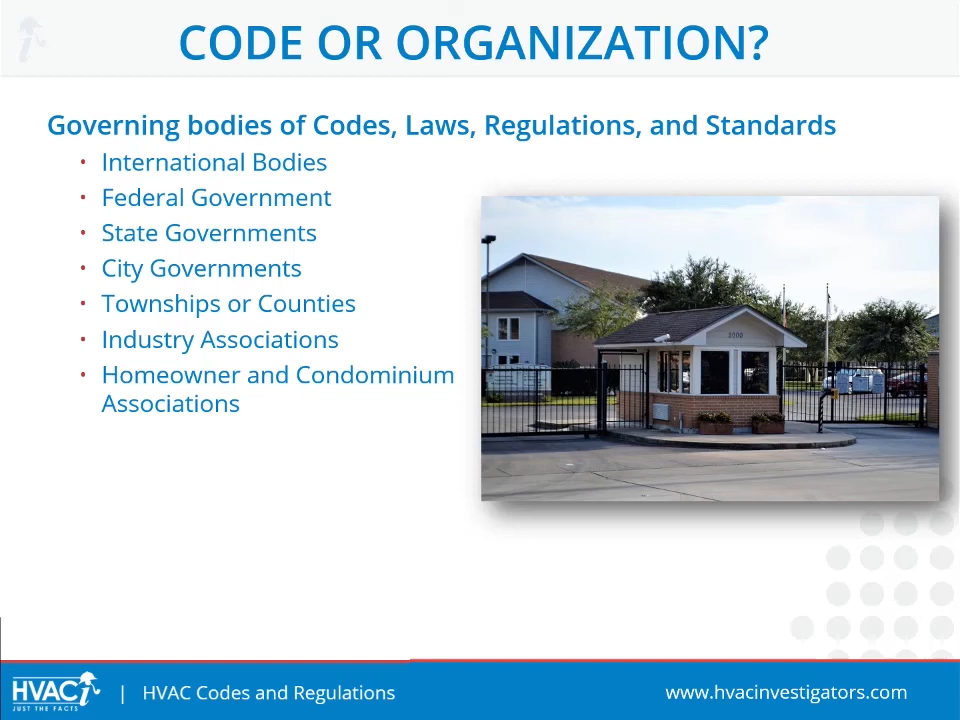 CODE OR ORGANIZATION?
Governing bodies of Codes, Laws, Regulations, and Standards
• International Bodies
• Federal Government
• State Governments
• City Governments
• Townships or Counties
• Industry Associations
• Homeowner and Condominium
Associations
HVACi
JUST THE FACTS
| HVAC Codes and Regulations
www.hvacinvestigators.com